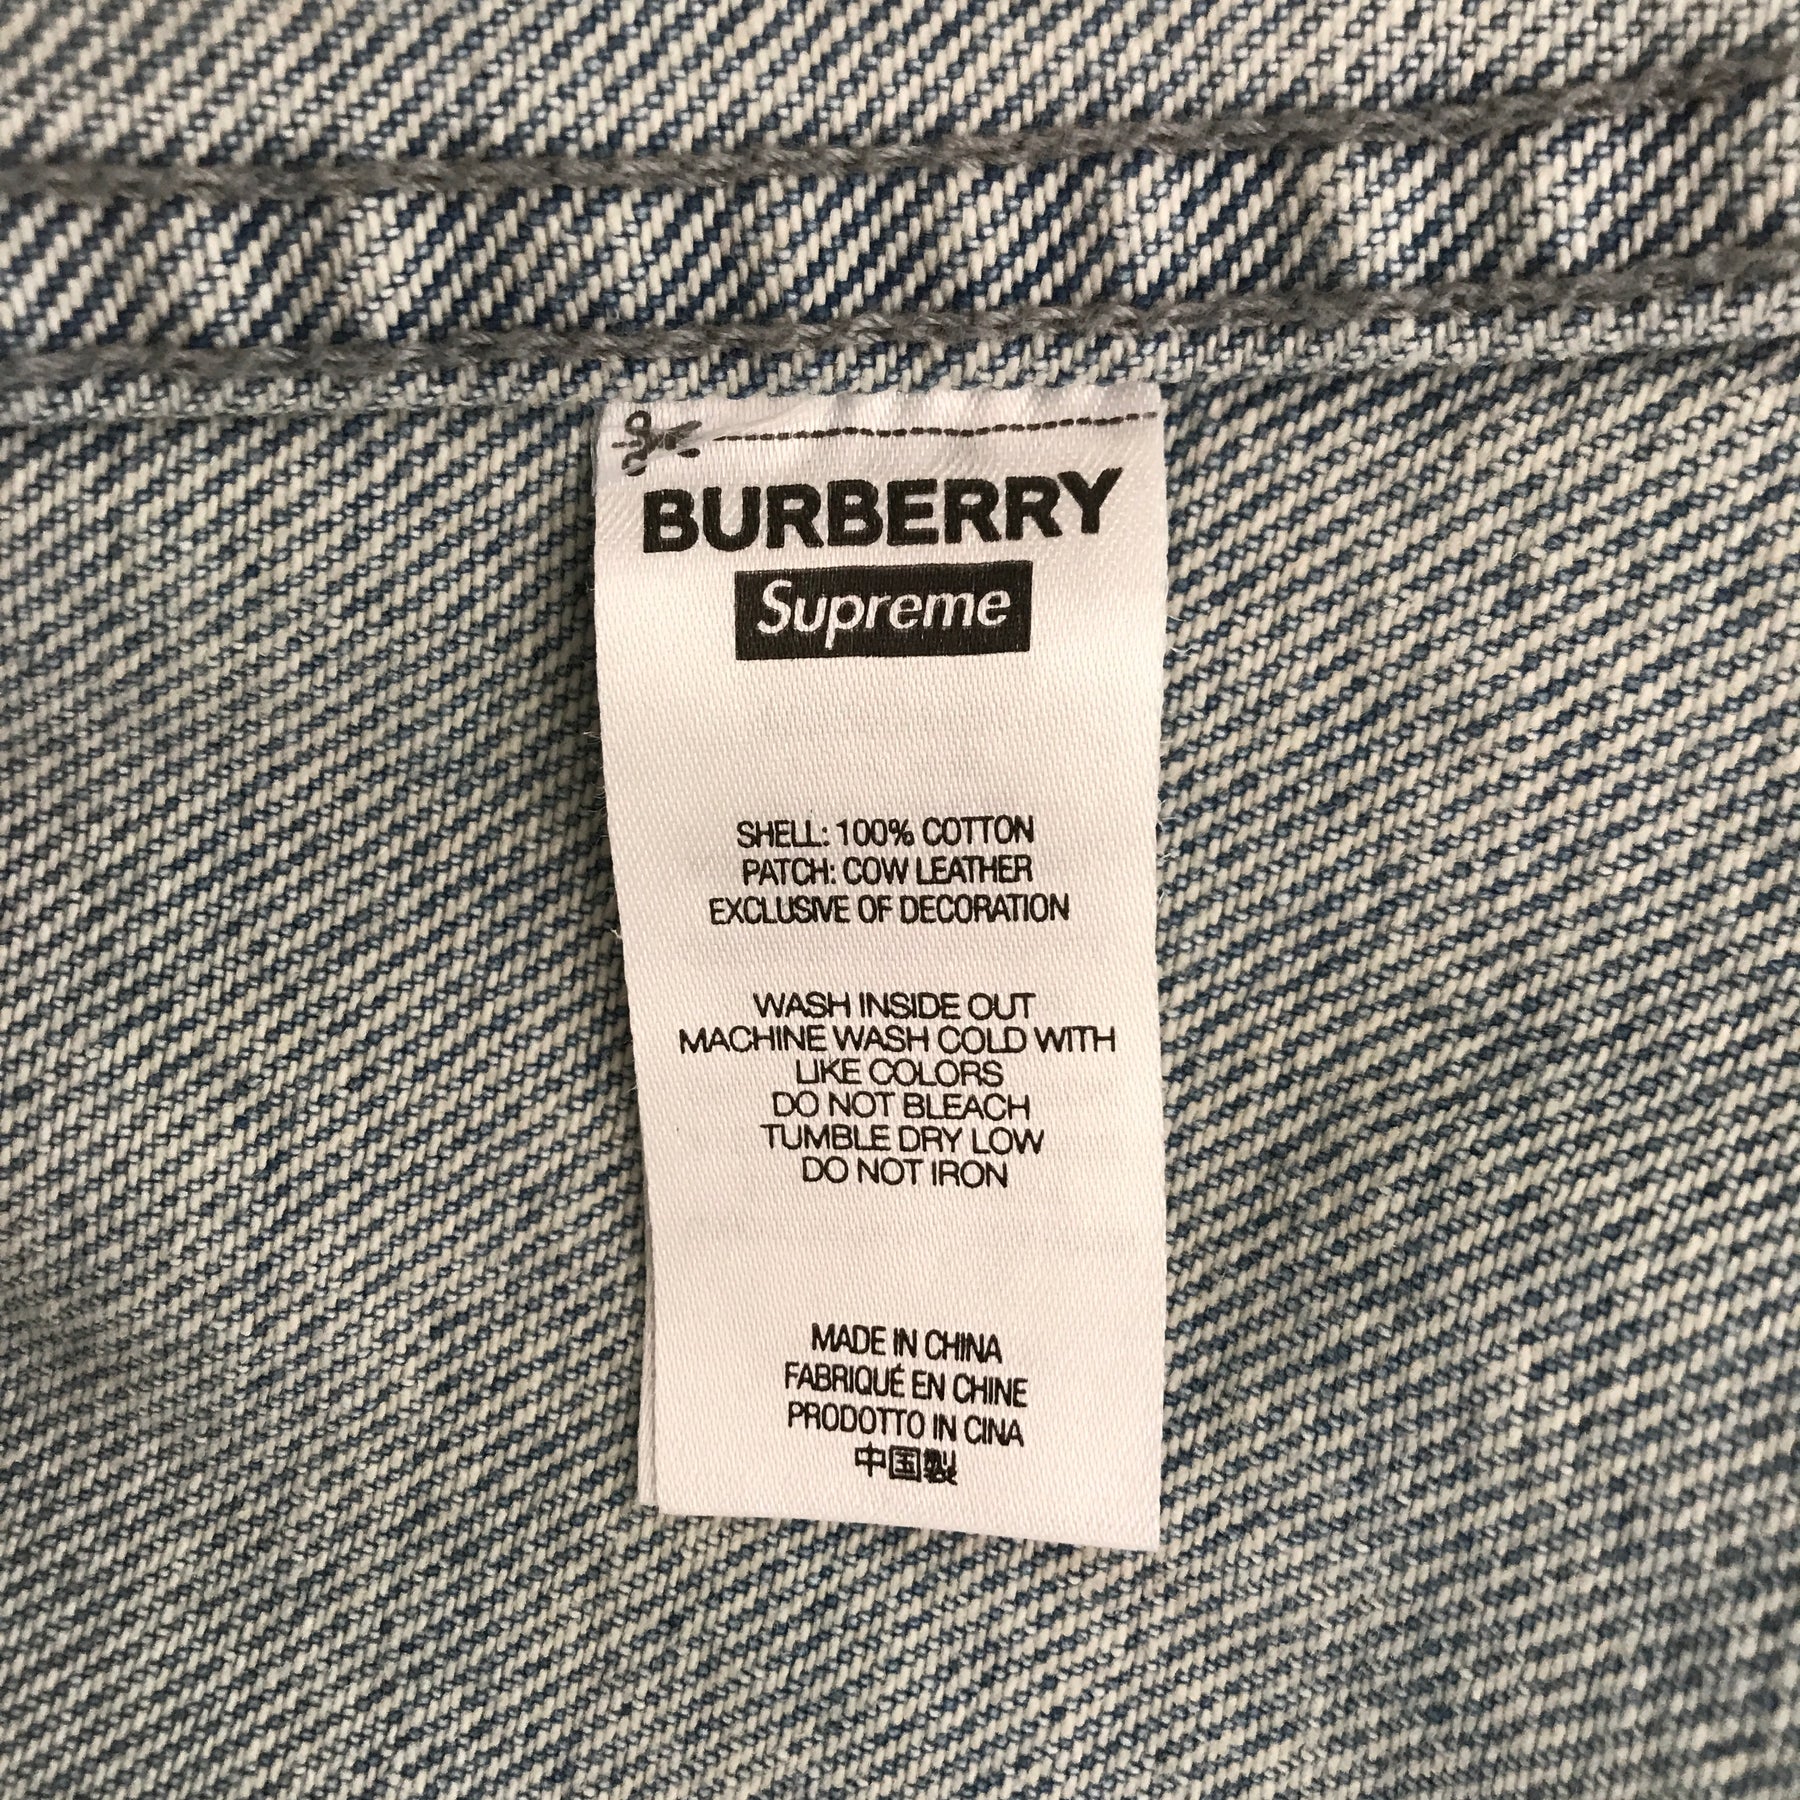 BURBERRY
Supreme
SHELL: 100% COTTON
PATCH: COW LEATHER
EXCLUSIVE OF DECORATION
WASH INSIDE OUT
MACHINE WASH COLD WITH
LIKE COLORS
DO NOT BLEACH
TUMBLE DRY LOW
DO NOT IRON
MADE IN CHINA
FABRIQUÉ EN CHINE
PRODOTTO IN CINA
中国製